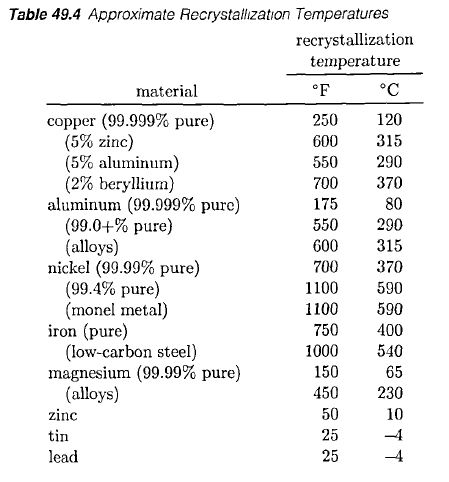 Table 49.4 Approximate Recrystallization Temperatures
recrystallization
temperature
material °F °C
copper (99.999% pure) 250 120
(5% zinc) 600 315
(5% aluminum) 550 290
(2% beryllium) 700 370
aluminum (99.999% pure) 175 80
(99.0+% pure) 550 290
(alloys) 600 315
nickel (99.99% pure) 700 370
(99.4% pure) 1100 590
(monel metal) 1100 590
iron (pure) 750 400
(low-carbon steel) 1000 540
magnesium (99.99% pure) 150 65
(alloys) 450 230
zinc 50 10
tin 25 –4
lead 25 –4